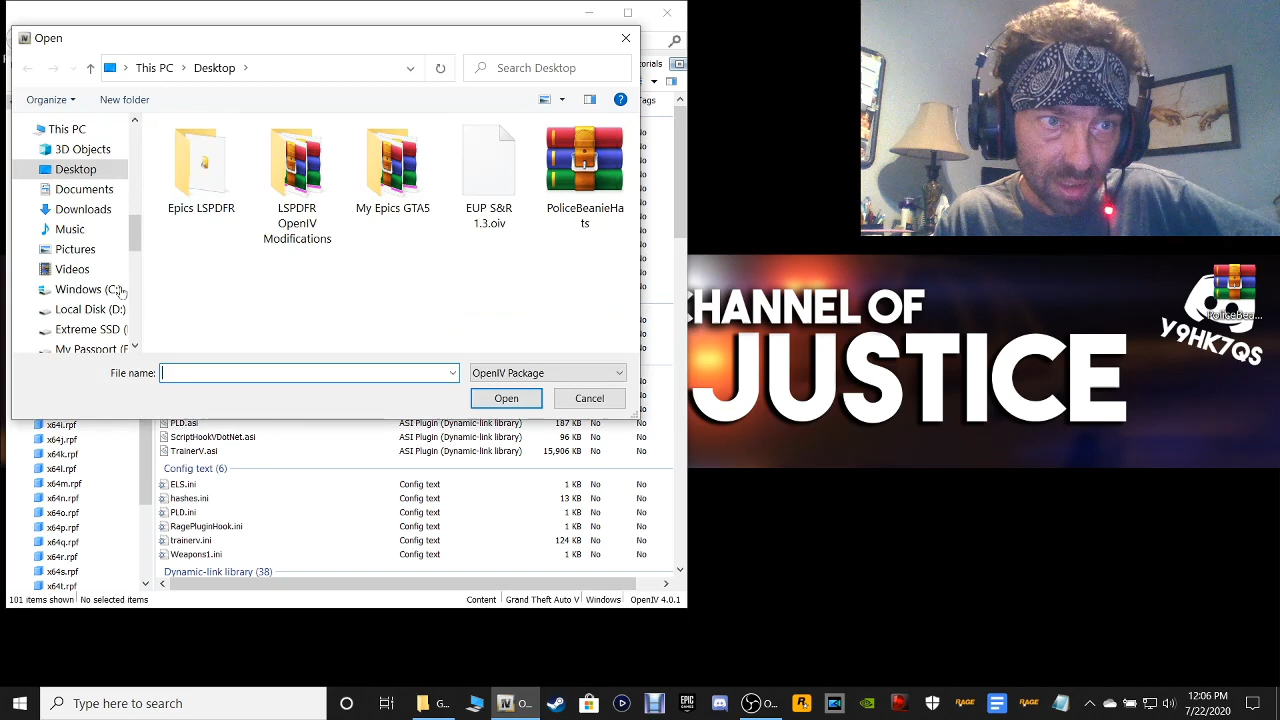 Open
This PC > Desktop >
Search Desktop
Organize
New folder
This PC
3D Objects
Desktop
Documents
Downloads
Music
Pictures
Videos
Windows (C:)
Local Disk (D:)
Extreme SSD (
Epics LSPDFR
LSPDFR
OpenIV
Modifications
My Epics GTA5
EUP S&R
1.3.oiv
PoliceBeanieHa
ts
File name:
OpenIV Package
Open
Cancel
x64j.rpf
x64k.rpf
x64l.rpf
x64m.rpf
x64n.rpf
x64o.rpf
x64p.rpf
x64q.rpf
x64r.rpf
x64s.rpf
x64t.rpf
PLD.asi ASI Plugin (Dynamic-link library) 187 KB No No
ScriptHookVDotNet.asi ASI Plugin (Dynamic-link library) 96 KB No No
TrainerV.asi ASI Plugin (Dynamic-link library) 15,906 KB No No
Config text (6)
ELS.ini Config text 1 KB No No
hashes.ini Config text 13 KB No No
PLD.ini Config text 1 KB No No
RagePluginHook.ini Config text 1 KB No No
trainerv.ini Config text 124 KB No No
Weapons1.ini Config text 1 KB No No
Dynamic-link library (38)
101 items shown No selected items Content Grand Theft Auto V Windows OpenIV 4.0.1
CHANNEL OF
JUSTICE
PoliceBea...
Y9HK7QS
Type here to search
G...
O...
O...
EPIC
GAMES
RAGE
RAGE
12:06 PM
7/22/2020